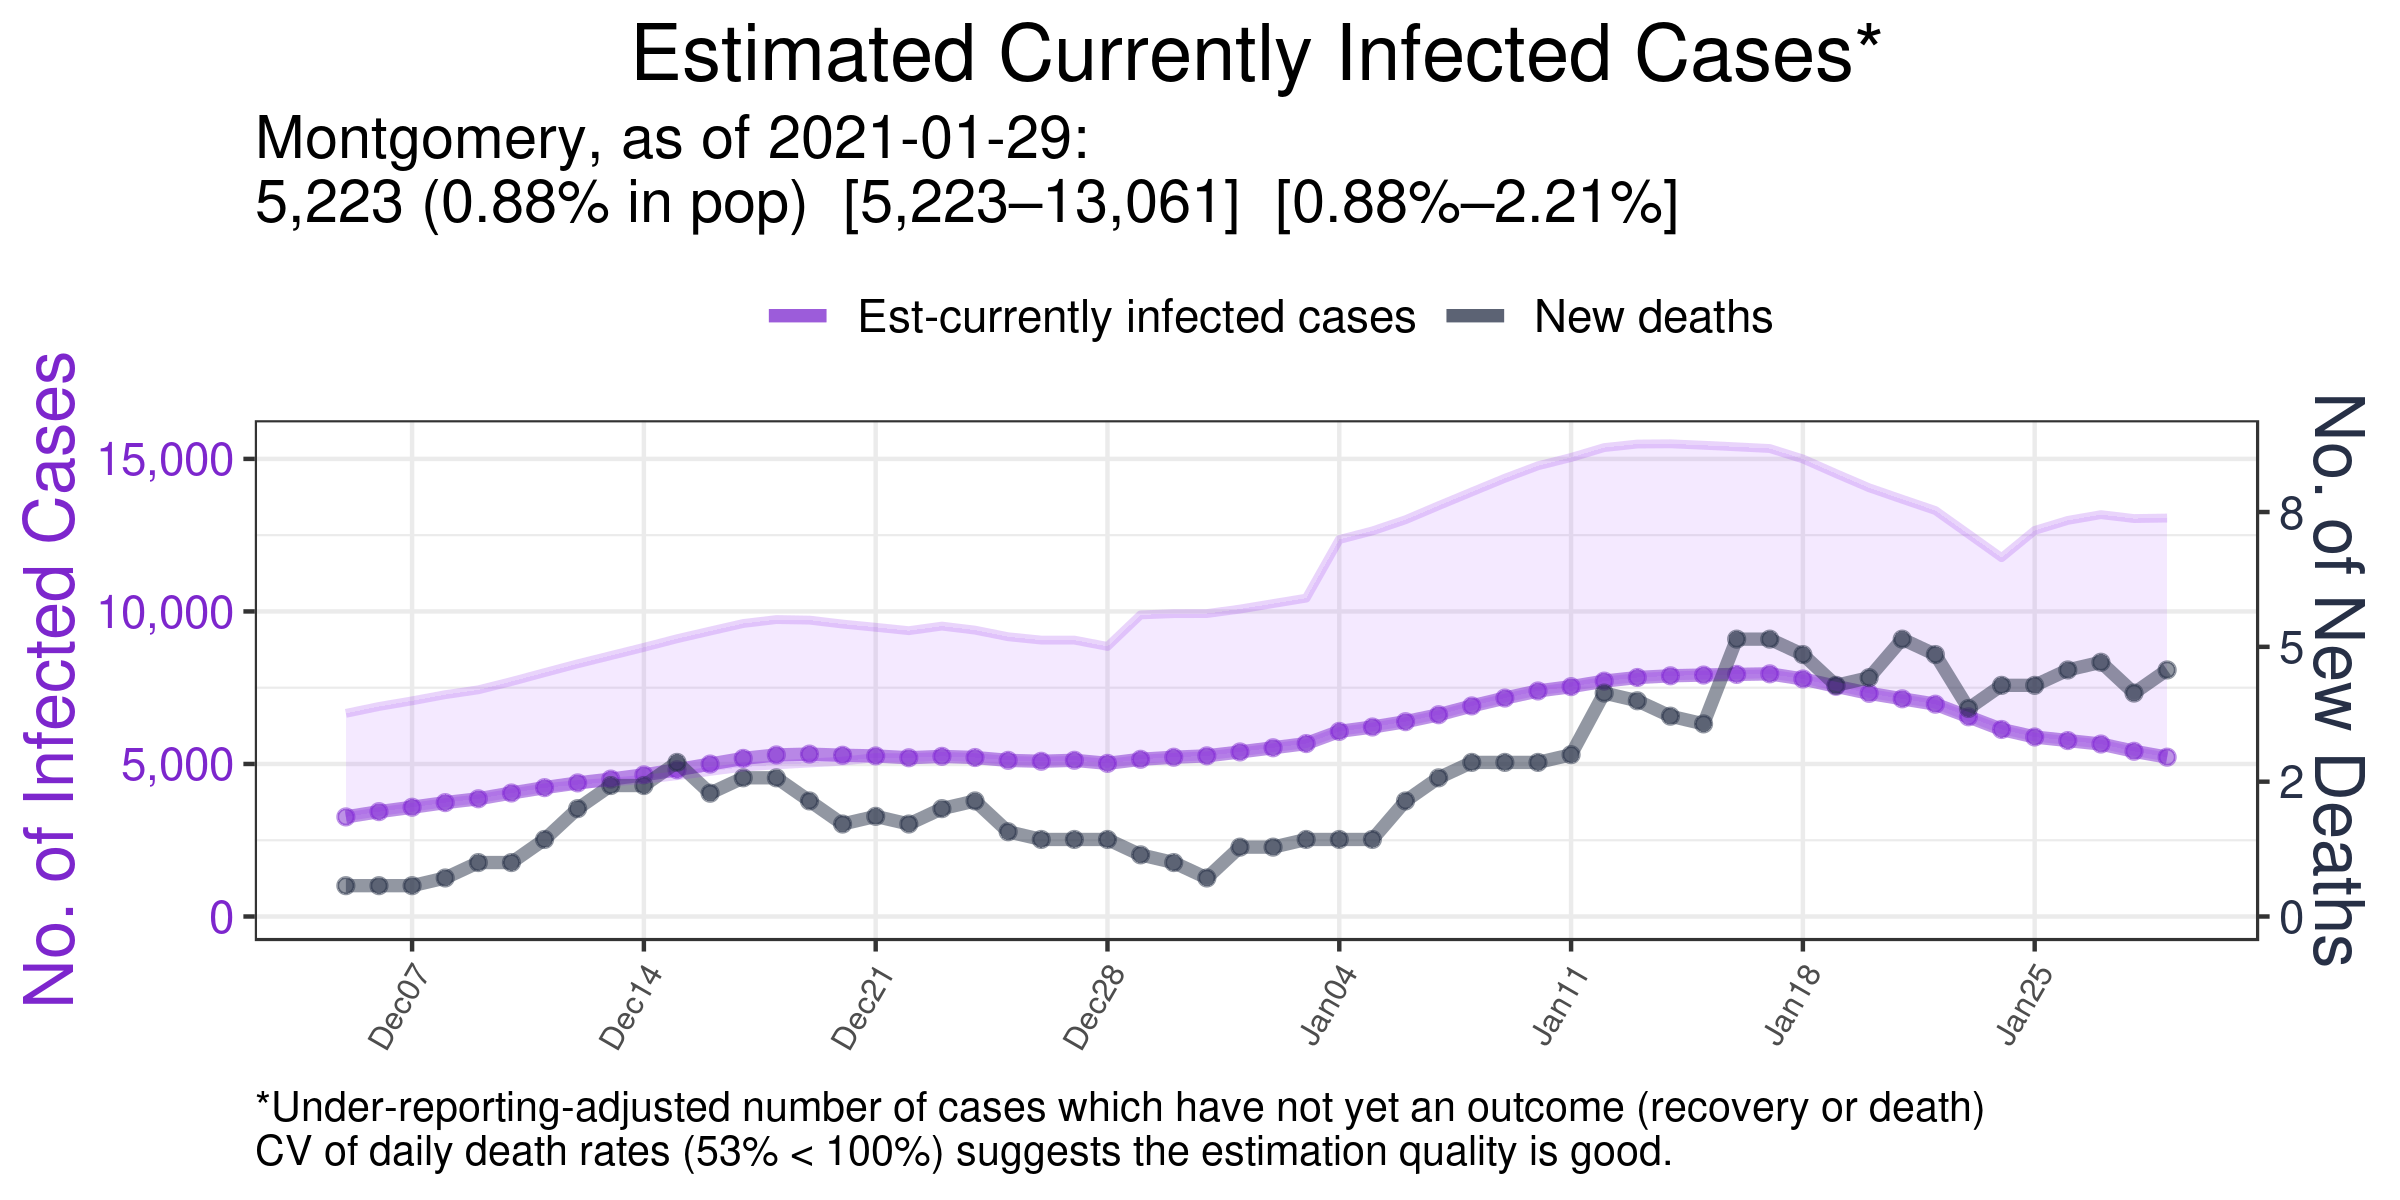 Estimated Currently Infected Cases*
Montgomery, as of 2021-01-29:
5,223 (0.88% in pop)  [5,223–13,061]  [0.88%–2.21%]
Est-currently infected cases
New deaths
No. of Infected Cases
15,000
10,000
5,000
0
No. of New Deaths
8
5
2
0
Dec07
Dec14
Dec21
Dec28
Jan04
Jan11
Jan18
Jan25
*Under-reporting-adjusted number of cases which have not yet an outcome (recovery or death)
CV of daily death rates (53% < 100%) suggests the estimation quality is good.